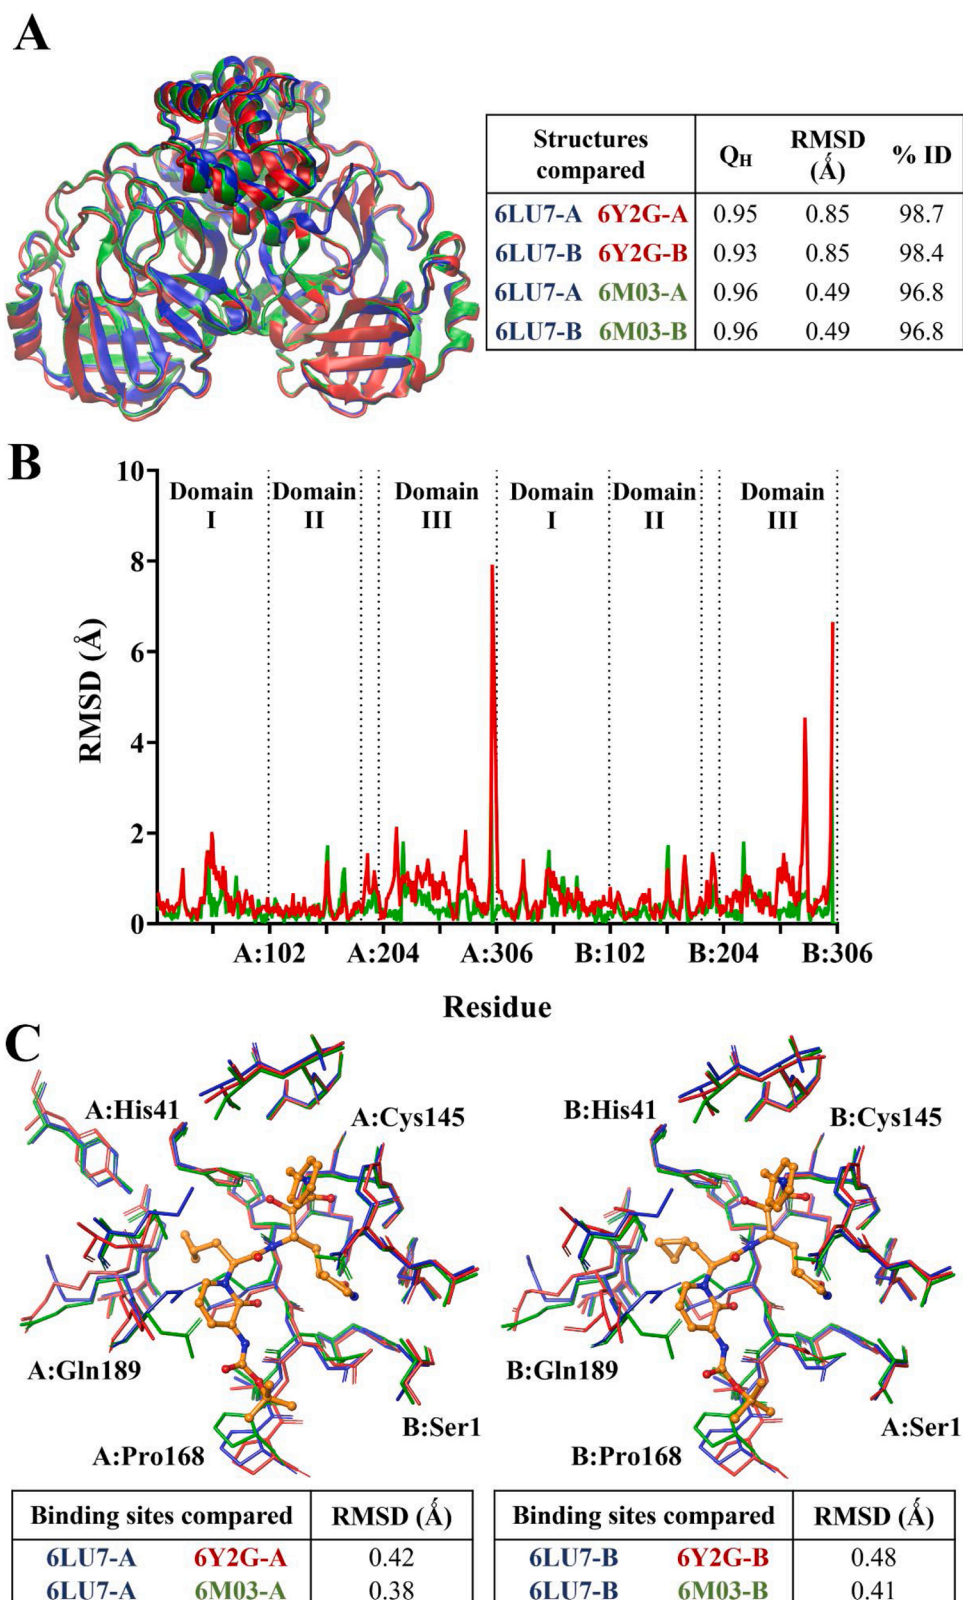 A
Structures compared QH RMSD (Å) % ID
6LU7-A 6Y2G-A 0.95 0.85 98.7
6LU7-B 6Y2G-B 0.93 0.85 98.4
6LU7-A 6M03-A 0.96 0.49 96.8
6LU7-B 6M03-B 0.96 0.49 96.8
B
RMSD (Å)
10
8
6
4
2
0
Domain I
Domain II
Domain III
Domain I
Domain II
Domain III
A:102 A:204 A:306 B:102 B:204 B:306
Residue
C
A:His41
A:Cys145
A:Gln189
B:Ser1
A:Pro168
B:His41
B:Cys145
B:Gln189
A:Ser1
B:Pro168
Binding sites compared RMSD (Å)
6LU7-A 6Y2G-A 0.42
6LU7-A 6M03-A 0.38
Binding sites compared RMSD (Å)
6LU7-B 6Y2G-B 0.48
6LU7-B 6M03-B 0.41